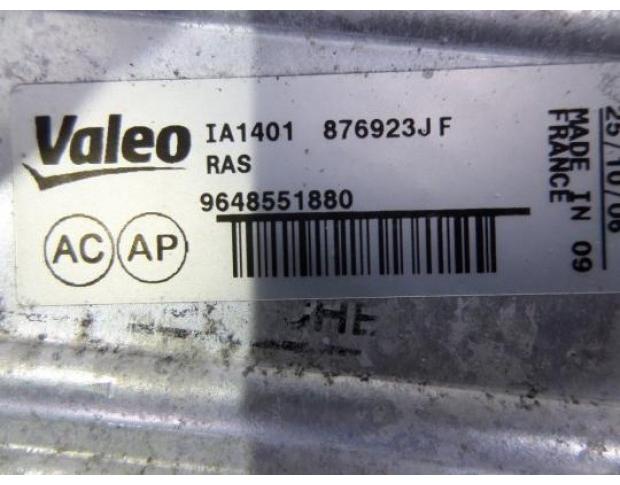 Valeo IA1401 876923J F
RAS
9648551880
AC AP
25/10/06
MADE IN 09
FRANCE